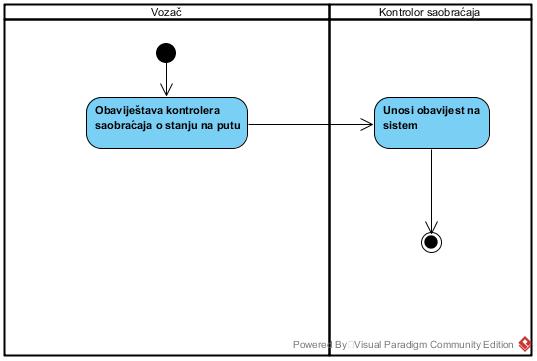 Vozač
Kontrolor saobraćaja
Obaviještava kontrolera
saobraćaja o stanju na putu
Unosi obavijest na
sistem
Powered By Visual Paradigm Community Edition